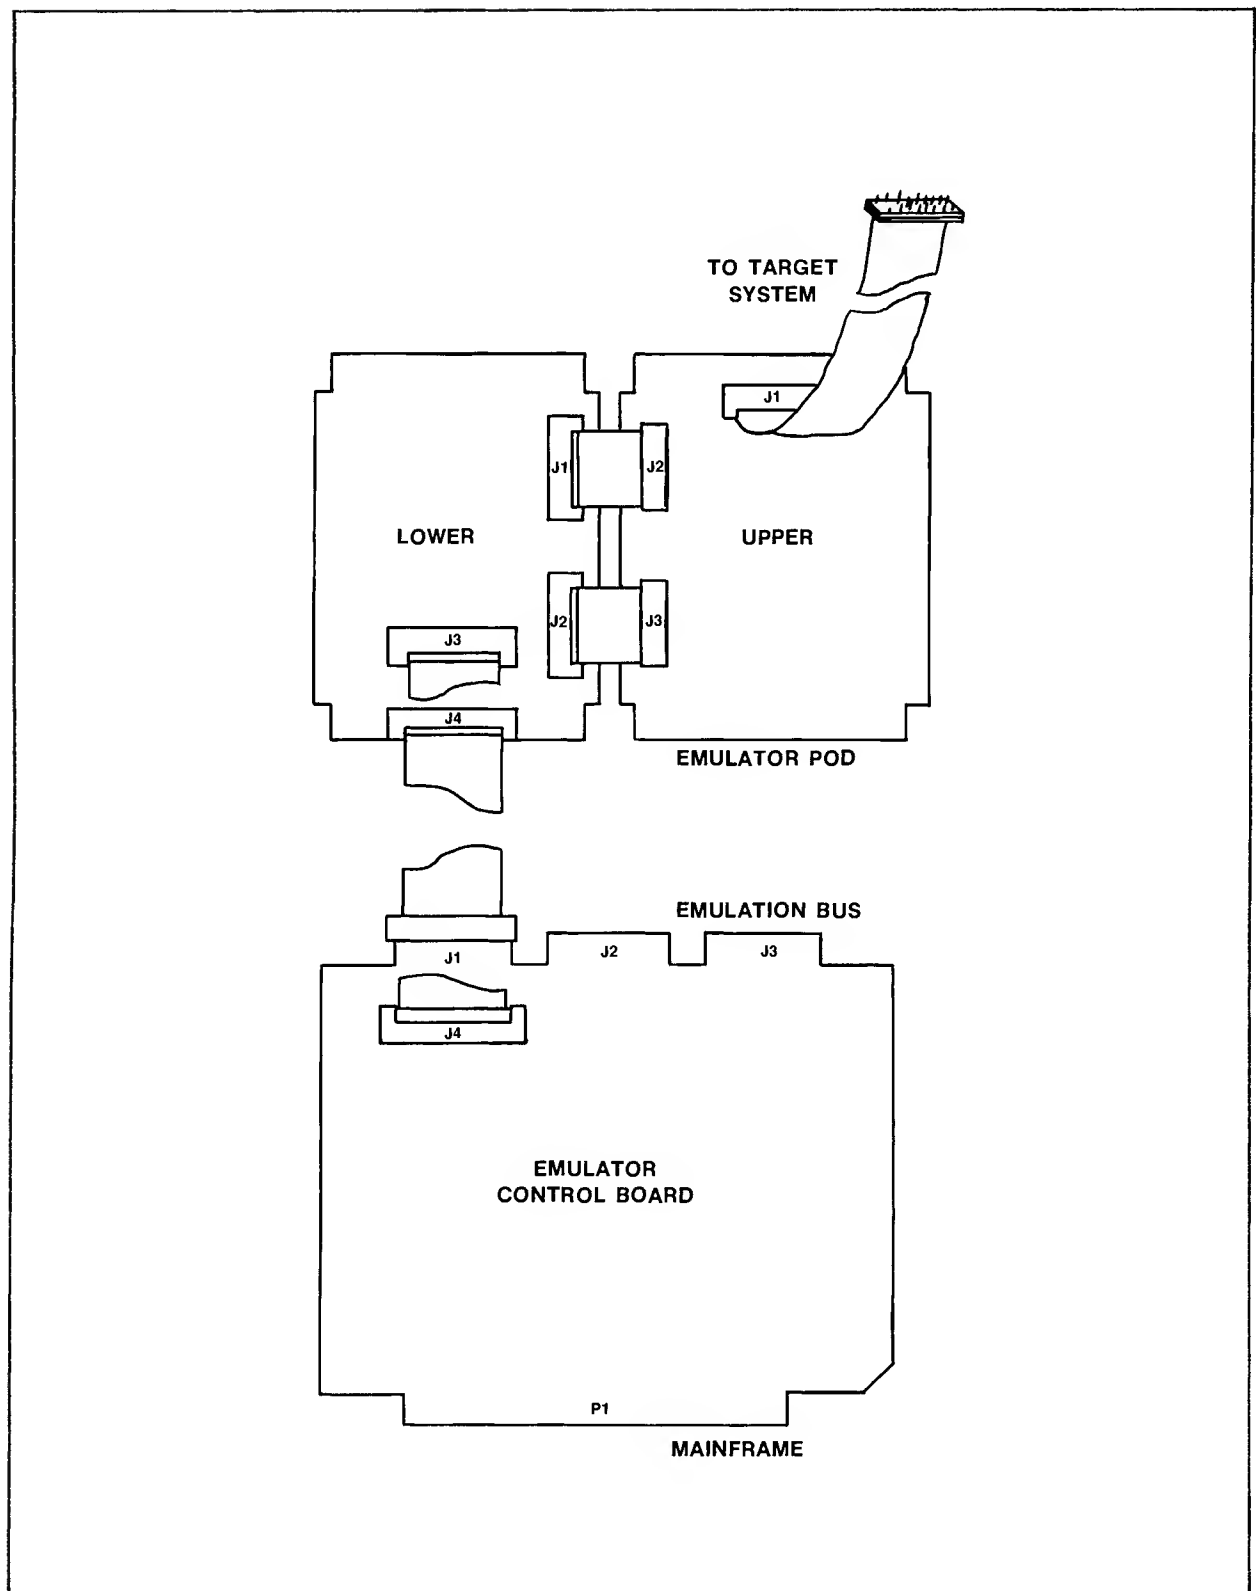 TO TARGET
SYSTEM
J1
J1
J2
LOWER
UPPER
J2
J3
J3
J4
EMULATOR POD
EMULATION BUS
J1
J2
J3
J4
EMULATOR
CONTROL BOARD
P1
MAINFRAME